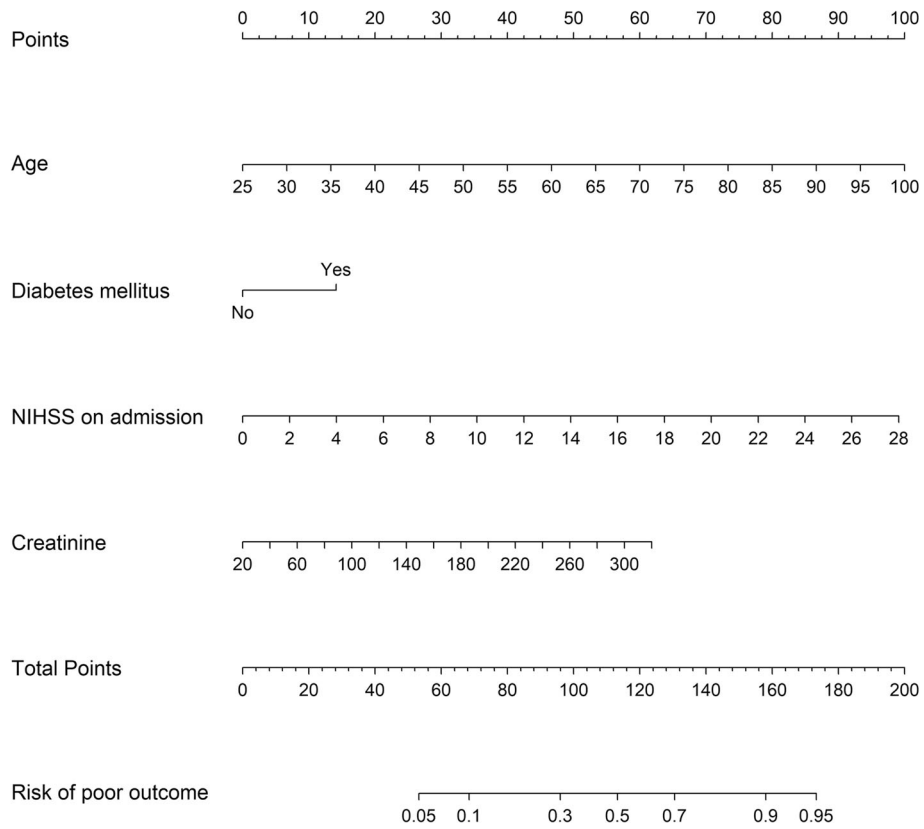 0 10 20 30 40 50 60 70 80 90 100
Points
Age
25 30 35 40 45 50 55 60 65 70 75 80 85 90 95 100
Yes
Diabetes mellitus
No
NIHSS on admission
0 2 4 6 8 10 12 14 16 18 20 22 24 26 28
Creatinine
20 60 100 140 180 220 260 300
Total Points
0 20 40 60 80 100 120 140 160 180 200
Risk of poor outcome
0.05 0.1 0.3 0.5 0.7 0.9 0.95